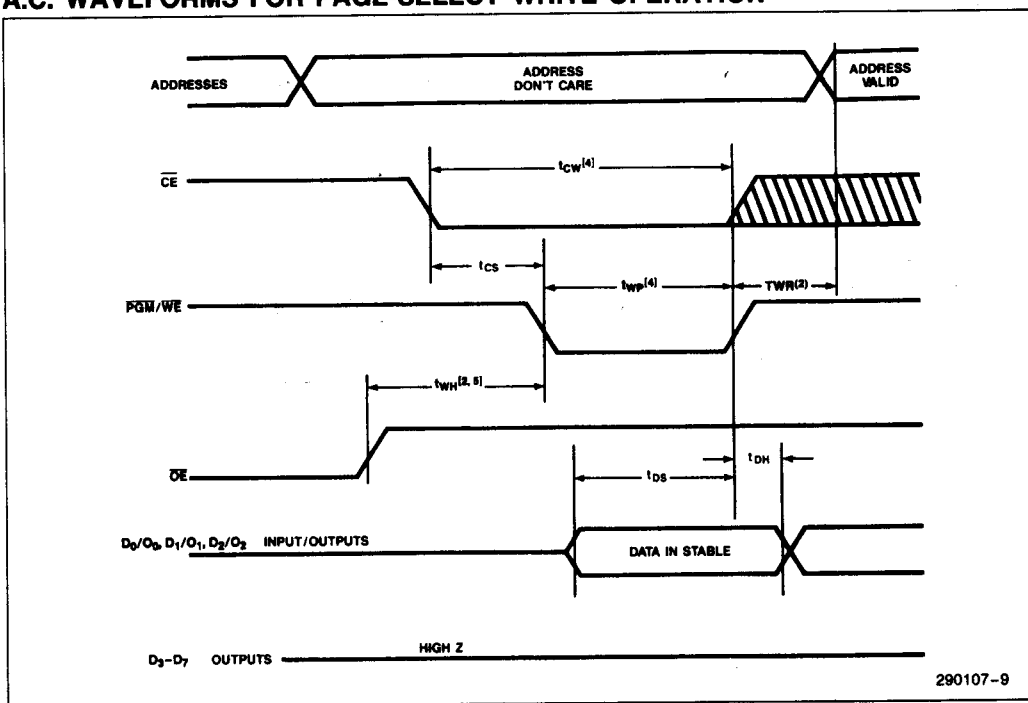 A.C. WAVEFORMS FOR PAGE SELECT WRITE OPERATION
ADDRESSES
ADDRESS
DON'T CARE
ADDRESS
VALID
tCW[4]
CE
tCS
tWP[4]
TWR(2)
PGM/WE
tWH[2, 5]
OE
tDH
tDS
D0/O0, D1/O1, D2/O2 INPUT/OUTPUTS
DATA IN STABLE
HIGH Z
D3–D7 OUTPUTS
290107–9